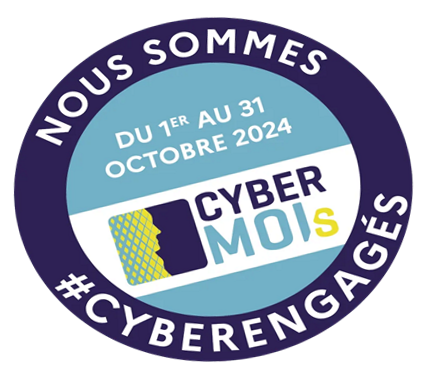 NOUS SOMMES
DU 1ER AU 31
OCTOBRE 2024
CYBER
MOIs
#CYBERENGAGÉS